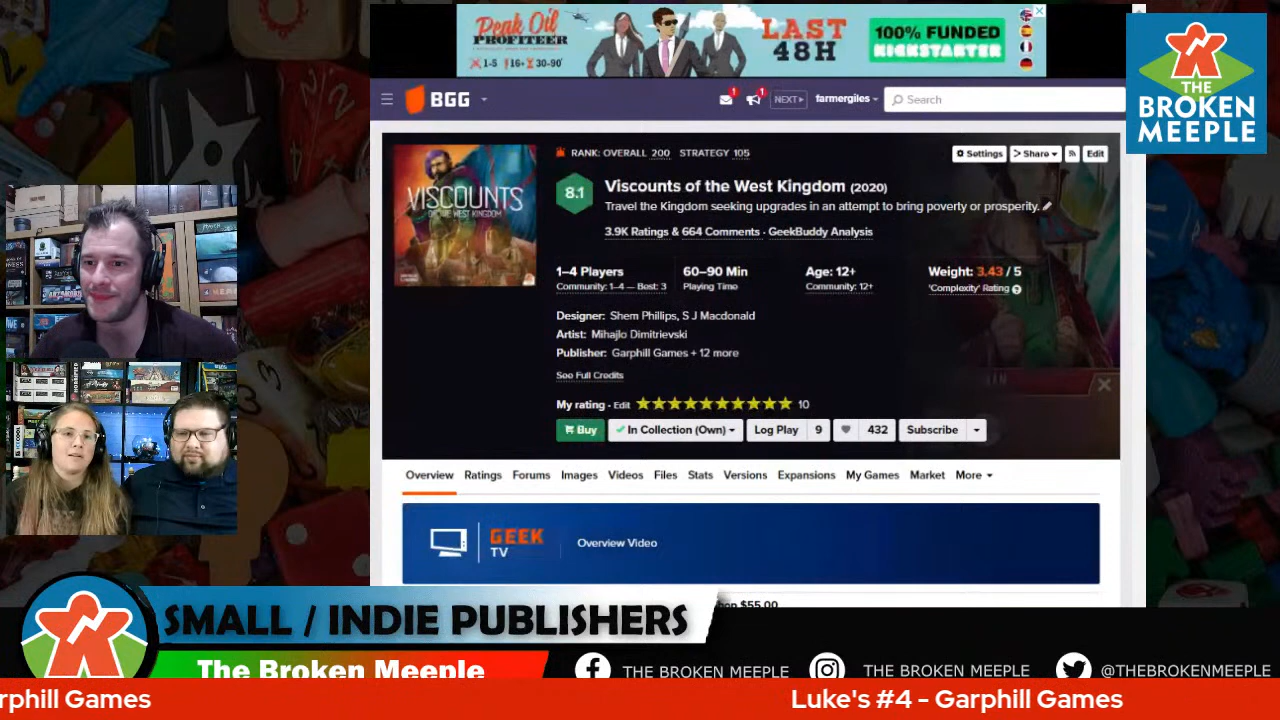 Peak Oil
PROFITEER
1-5 16+ 30-90'
LAST
48H
100% FUNDED
KICKSTARTER
THE
BROKEN
MEEPLE
BGG
1
1
NEXT
farmergiles
Search
VISCOUNTS
OF THE WEST KINGDOM
RANK: OVERALL 200 STRATEGY 105
Settings
Share
Edit
8.1
Viscounts of the West Kingdom (2020)
Travel the Kingdom seeking upgrades in an attempt to bring poverty or prosperity.
3.9K Ratings & 664 Comments · GeekBuddy Analysis
1–4 Players
Community: 1–4 — Best: 3
60–90 Min
Playing Time
Age: 12+
Community: 12+
Weight: 3.43 / 5
'Complexity' Rating
Designer: Shem Phillips, S J Macdonald
Artist: Mihajlo Dimitrievski
Publisher: Garphill Games + 12 more
See Full Credits
My rating · Edit 10
Buy
In Collection (Own)
Log Play 9
432
Subscribe
Overview Ratings Forums Images Videos Files Stats Versions Expansions My Games Market More
GEEK
TV
Overview Video
$55.00
SMALL / INDIE PUBLISHERS
The Broken Meeple
THE BROKEN MEEPLE
THE BROKEN MEEPLE
@THEBROKENMEEPLE
rphill Games
Luke's #4 - Garphill Games